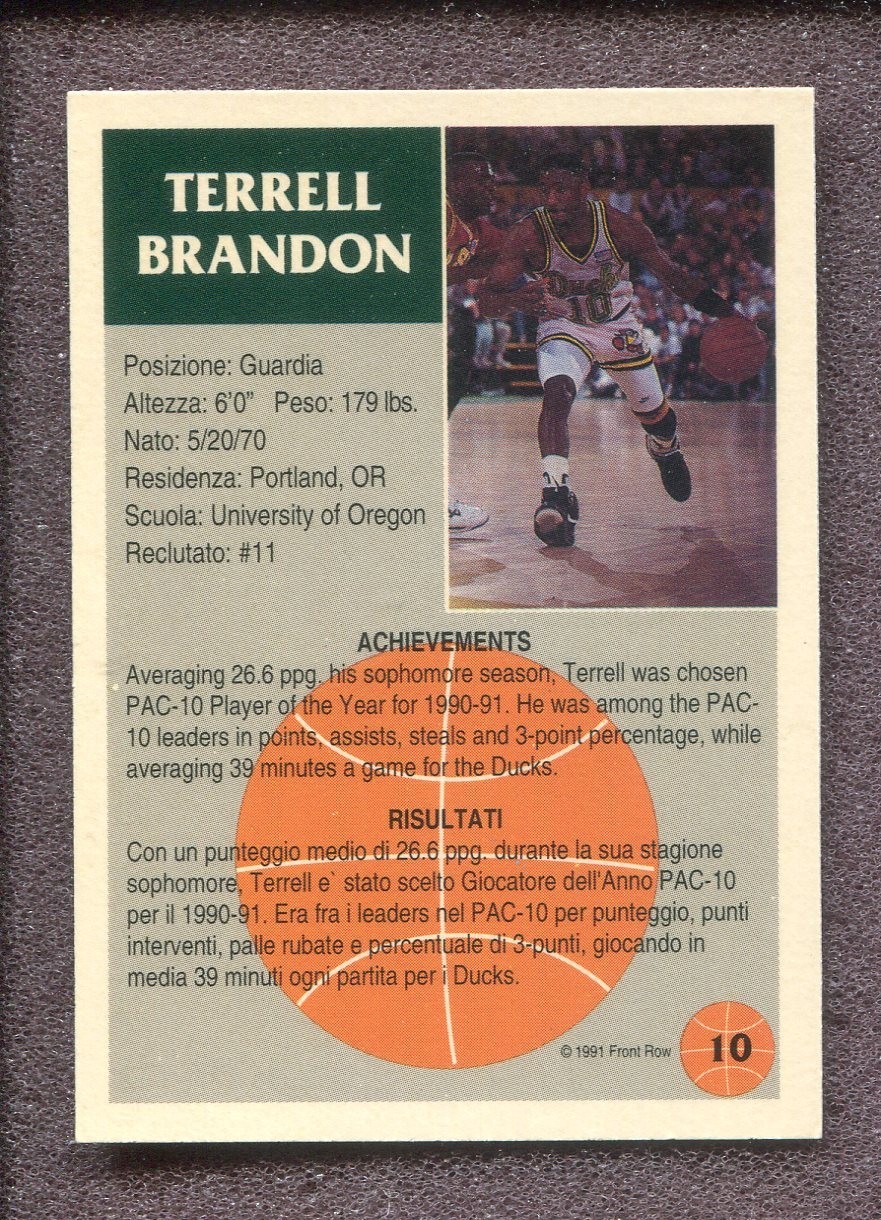 TERRELL
BRANDON
Posizione: Guardia
Altezza: 6'0" Peso: 179 lbs.
Nato: 5/20/70
Residenza: Portland, OR
Scuola: University of Oregon
Reclutato: #11
10
ACHIEVEMENTS
Averaging 26.6 ppg. his sophomore season, Terrell was chosen
PAC-10 Player of the Year for 1990-91. He was among the PAC-
10 leaders in points, assists, steals and 3-point percentage, while
averaging 39 minutes a game for the Ducks.
RISULTATI
Con un punteggio medio di 26.6 ppg. durante la sua stagione
sophomore, Terrell e` stato scelto Giocatore dell'Anno PAC-10
per il 1990-91. Era fra i leaders nel PAC-10 per punteggio, punti
interventi, palle rubate e percentuale di 3-punti, giocando in
media 39 minuti ogni partita per i Ducks.
© 1991 Front Row
10